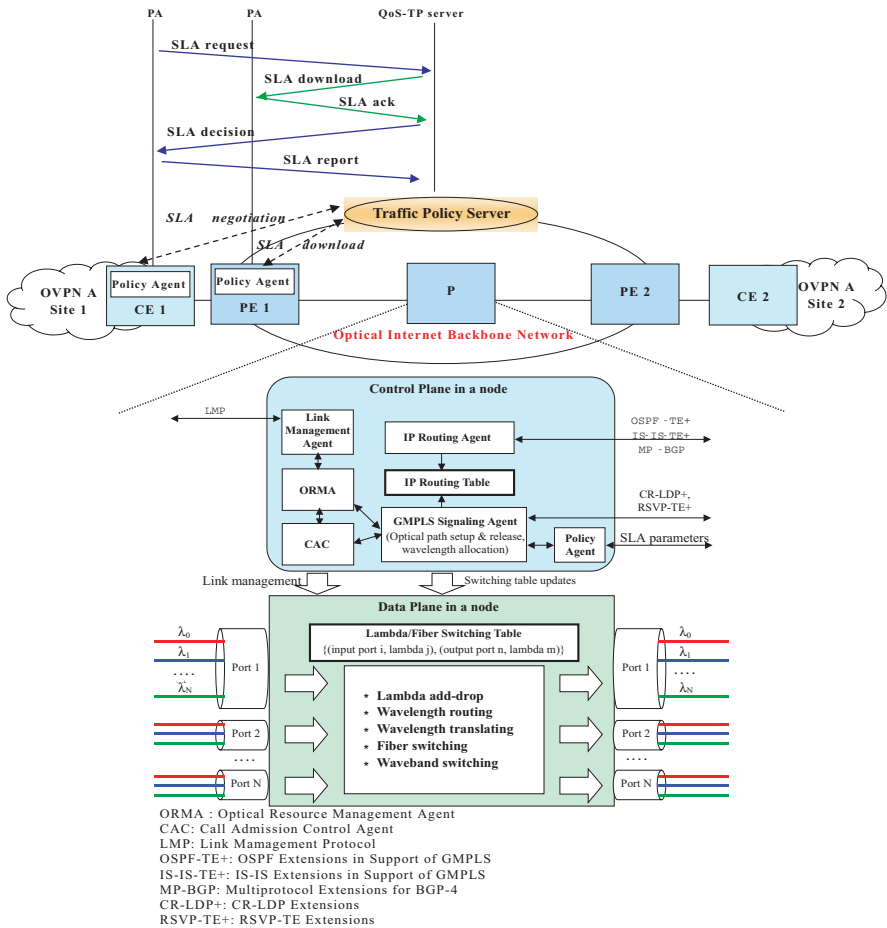 PA PA QoS-TP server
SLA request
SLA download
SLA ack
SLA decision
SLA report
SLA negotiation
Traffic Policy Server
SLA download
OVPN A
Site 1
Policy Agent
CE 1
Policy Agent
PE 1
P
PE 2
CE 2
OVPN A
Site 2
Optical Internet Backbone Network
Control Plane in a node
LMP
Link
Management
Agent
IP Routing Agent
OSPF -TE+
IS-IS-TE+
MP -BGP
ORMA
IP Routing Table
CR-LDP+,
RSVP-TE+
CAC
GMPLS Signaling Agent
(Optical path setup & release,
wavelength allocation)
Policy
Agent
SLA parameters
Link management
Switching table updates
Data Plane in a node
Lambda/Fiber Switching Table
{(input port i, lambda j), (output port n, lambda m)}
λ0
λ1
....
λN
Port 1
Port 2
....
Port N
* Lambda add-drop
* Wavelength routing
* Wavelength translating
* Fiber switching
* Waveband switching
Port 1
λ0
λ1
....
λN
Port 2
....
Port N
ORMA : Optical Resource Management Agent
CAC: Call Admission Control Agent
LMP: Link Management Protocol
OSPF-TE+: OSPF Extensions in Support of GMPLS
IS-IS-TE+: IS-IS Extensions in Support of GMPLS
MP-BGP: Multiprotocol Extensions for BGP-4
CR-LDP+: CR-LDP Extensions
RSVP-TE+: RSVP-TE Extensions